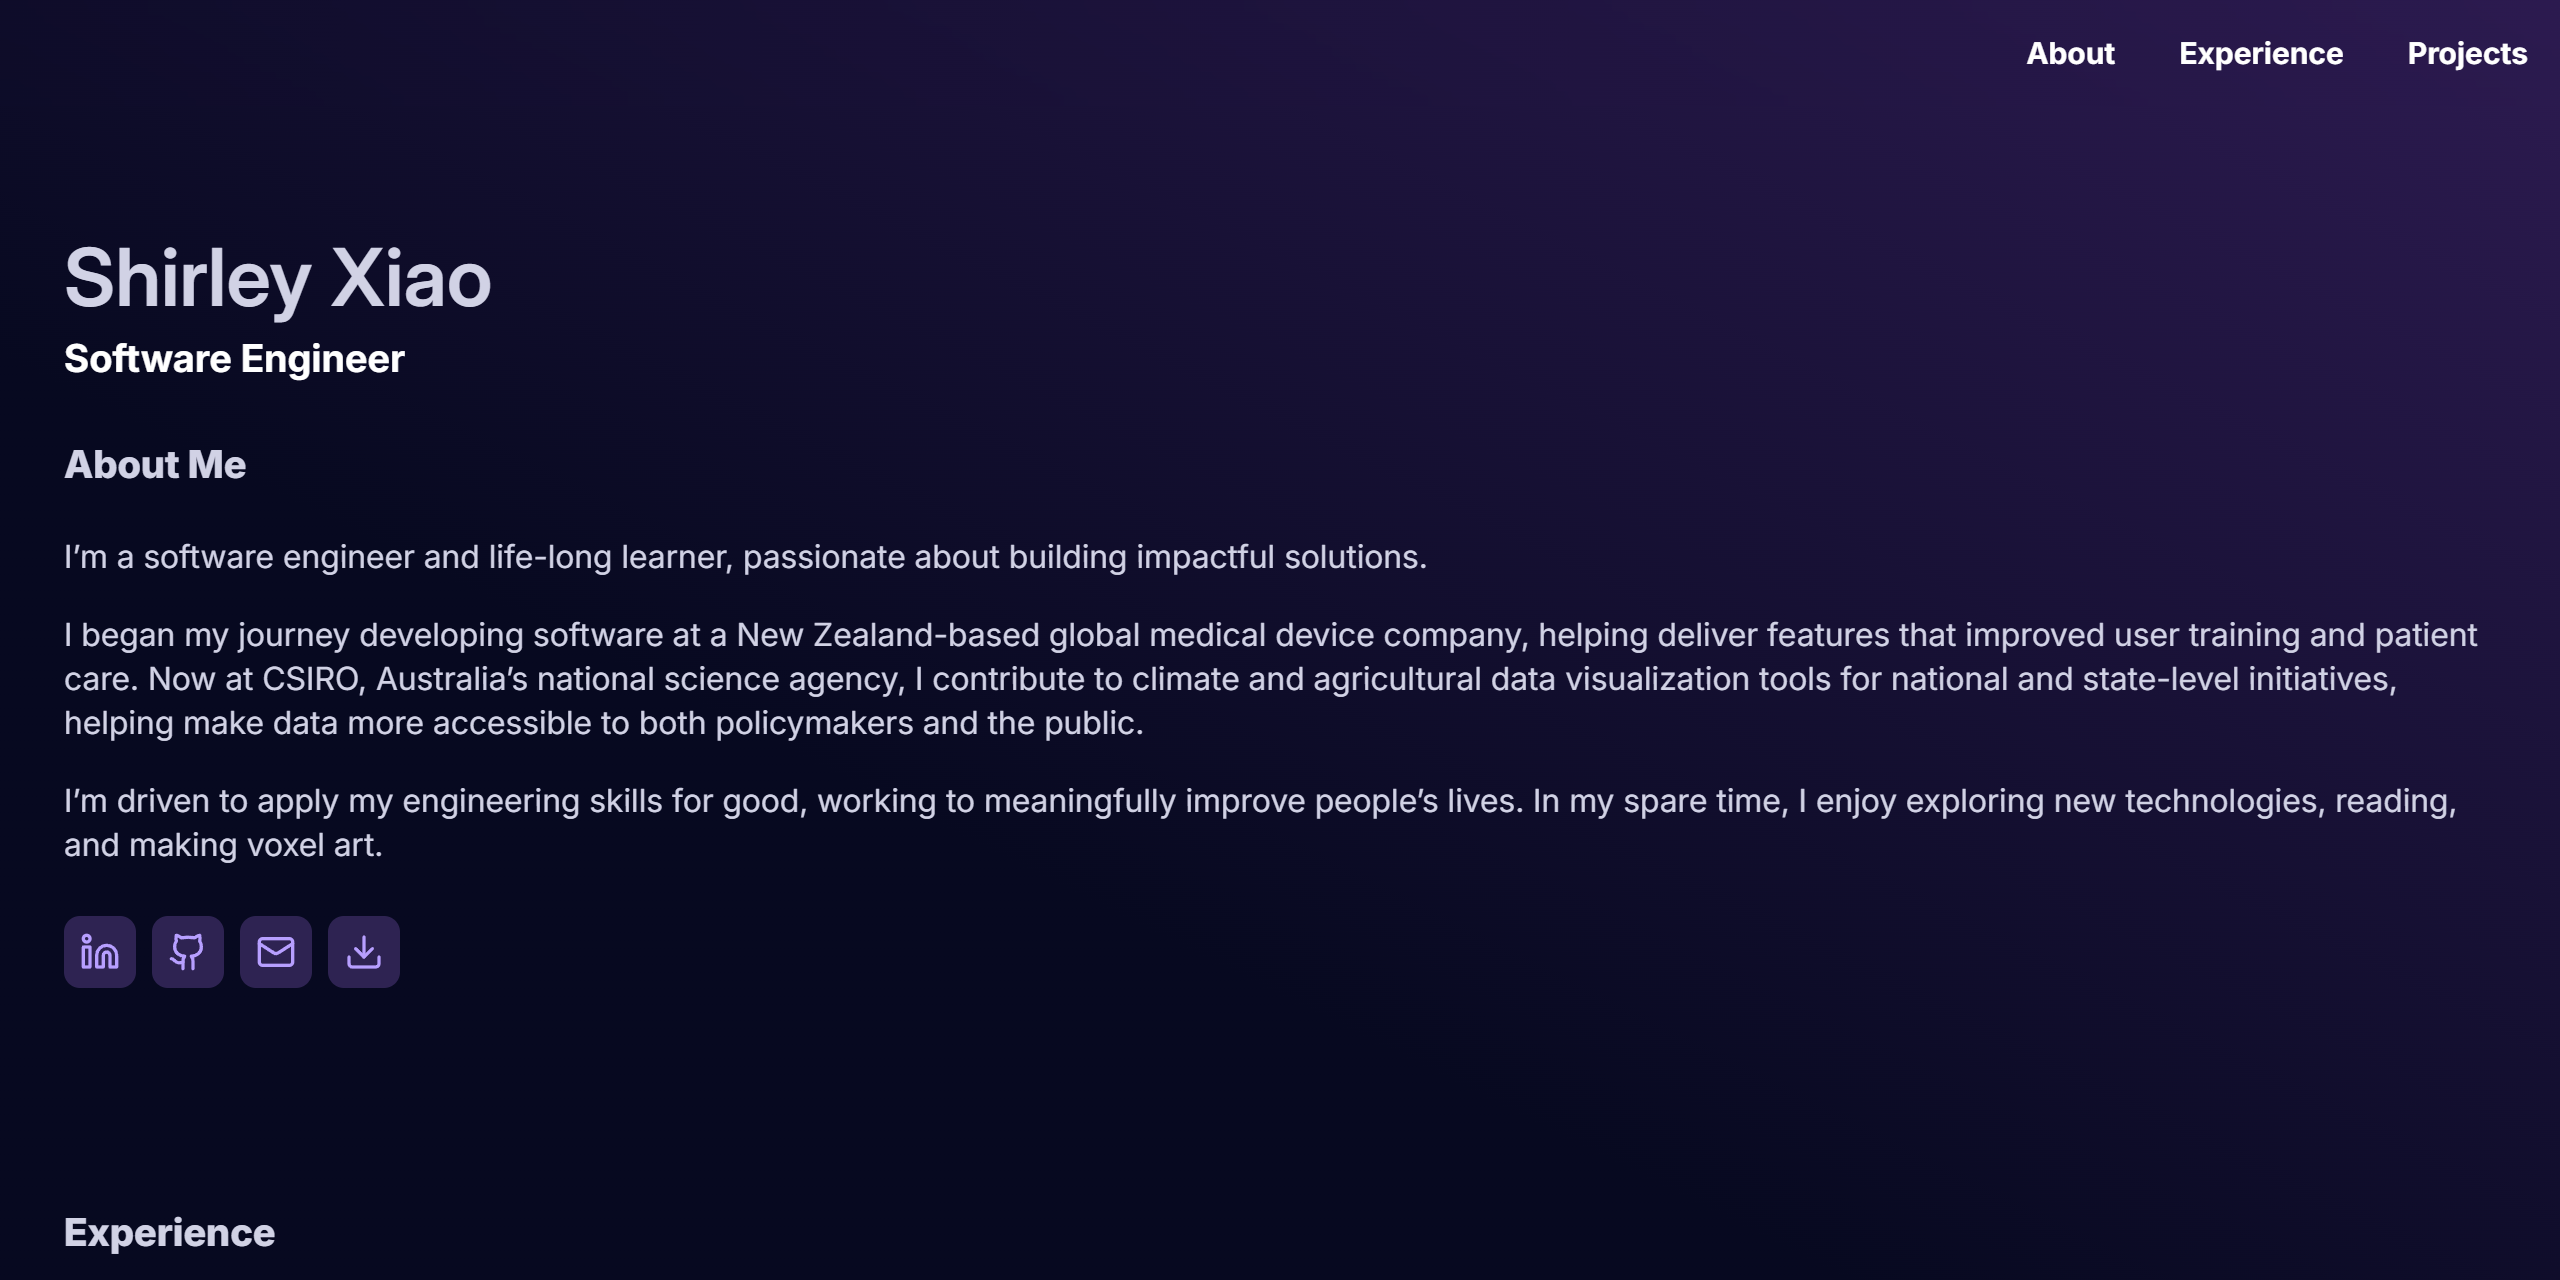 About Experience Projects
Shirley Xiao
Software Engineer
About Me
I’m a software engineer and life-long learner, passionate about building impactful solutions.
I began my journey developing software at a New Zealand-based global medical device company, helping deliver features that improved user training and patient
care. Now at CSIRO, Australia’s national science agency, I contribute to climate and agricultural data visualization tools for national and state-level initiatives,
helping make data more accessible to both policymakers and the public.
I’m driven to apply my engineering skills for good, working to meaningfully improve people’s lives. In my spare time, I enjoy exploring new technologies, reading,
and making voxel art.
in
Experience